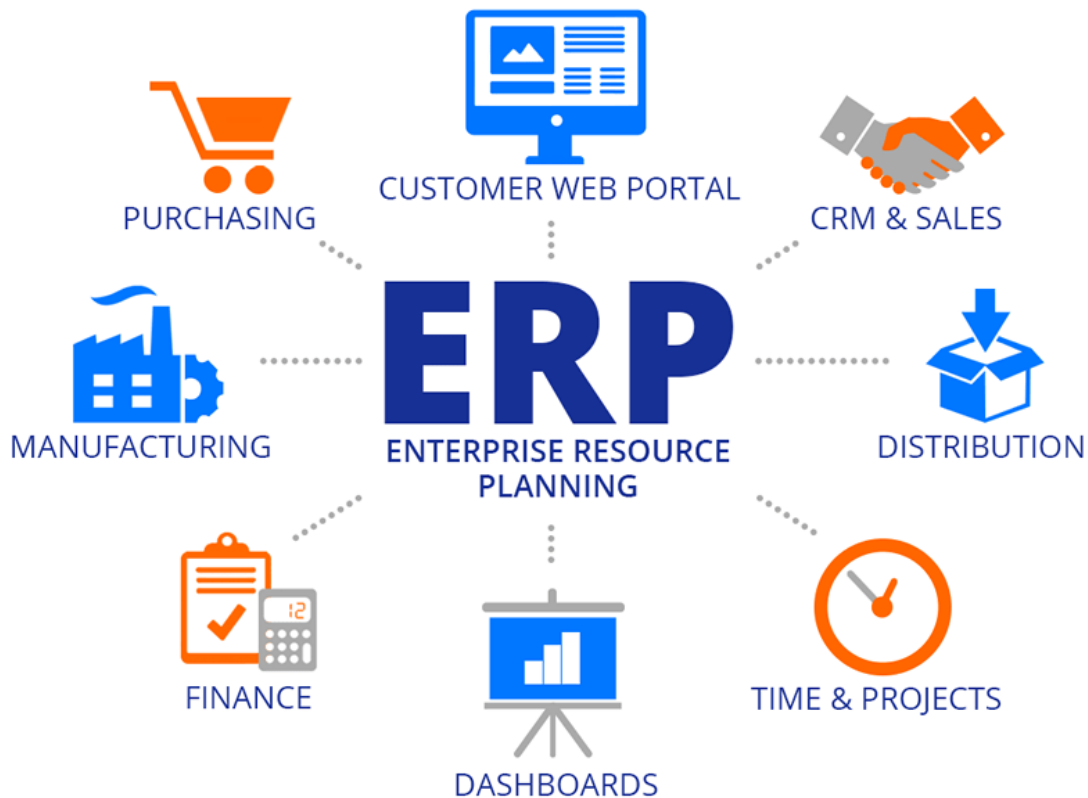 CUSTOMER WEB PORTAL
PURCHASING
CRM & SALES
ERP
ENTERPRISE RESOURCE
PLANNING
MANUFACTURING
DISTRIBUTION
12
FINANCE
TIME & PROJECTS
DASHBOARDS